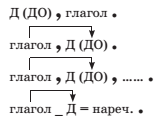 Д (ДО) , глагол .
глагол , Д (ДО) .
глагол , Д (ДО) , ...... .
глагол _ Д = нареч. .